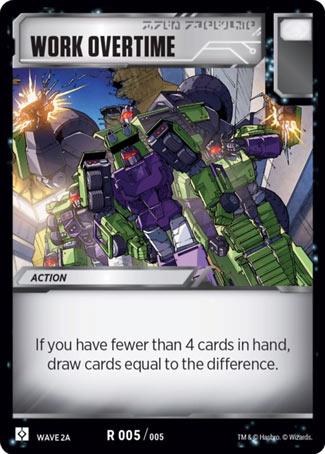 WORK OVERTIME
ACTION
If you have fewer than 4 cards in hand,
draw cards equal to the difference.
WAVE 2A R 005/005 TM & © Hasbro. © Wizards.